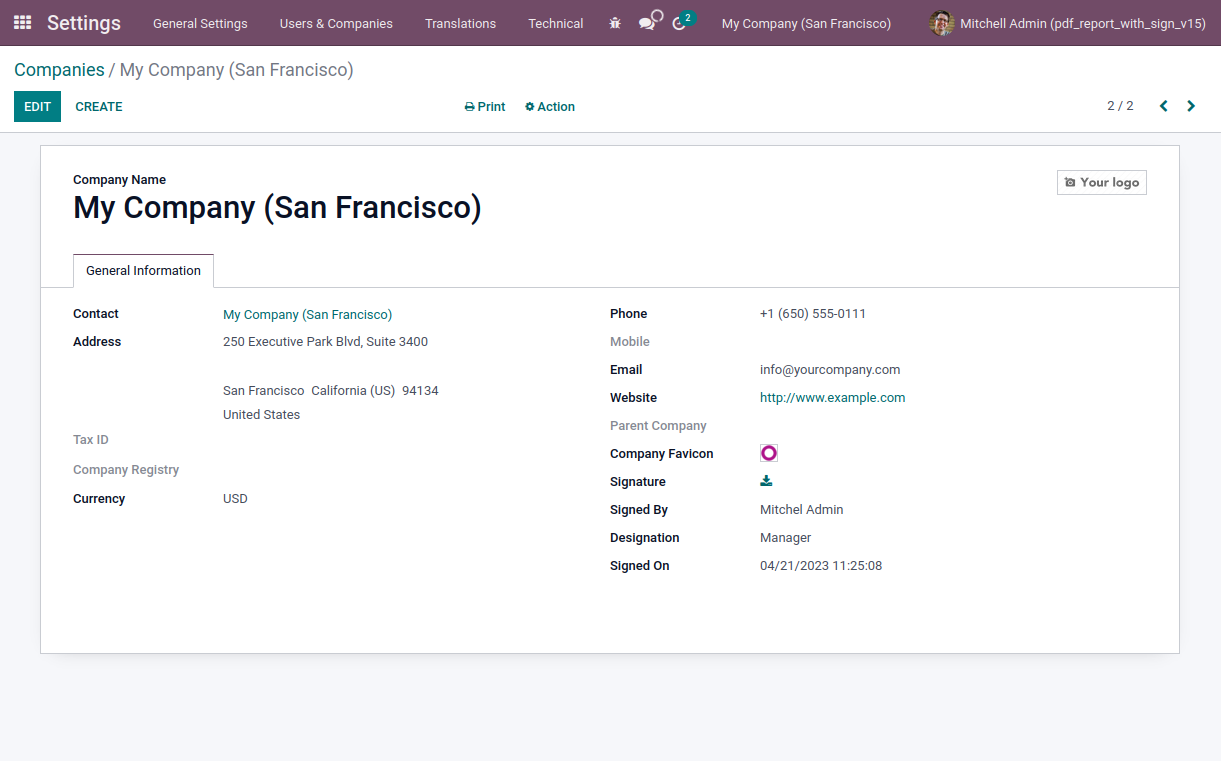 Settings General Settings Users & Companies Translations Technical 2 My Company (San Francisco) Mitchell Admin (pdf_report_with_sign_v15)
Companies / My Company (San Francisco)
EDIT CREATE Print Action 2 / 2
Company Name
Your logo
My Company (San Francisco)
General Information
Contact My Company (San Francisco)
Address 250 Executive Park Blvd, Suite 3400
San Francisco California (US) 94134
United States
Tax ID
Company Registry
Currency USD
Phone +1 (650) 555-0111
Mobile
Email info@yourcompany.com
Website http://www.example.com
Parent Company
Company Favicon
Signature
Signed By Mitchel Admin
Designation Manager
Signed On 04/21/2023 11:25:08